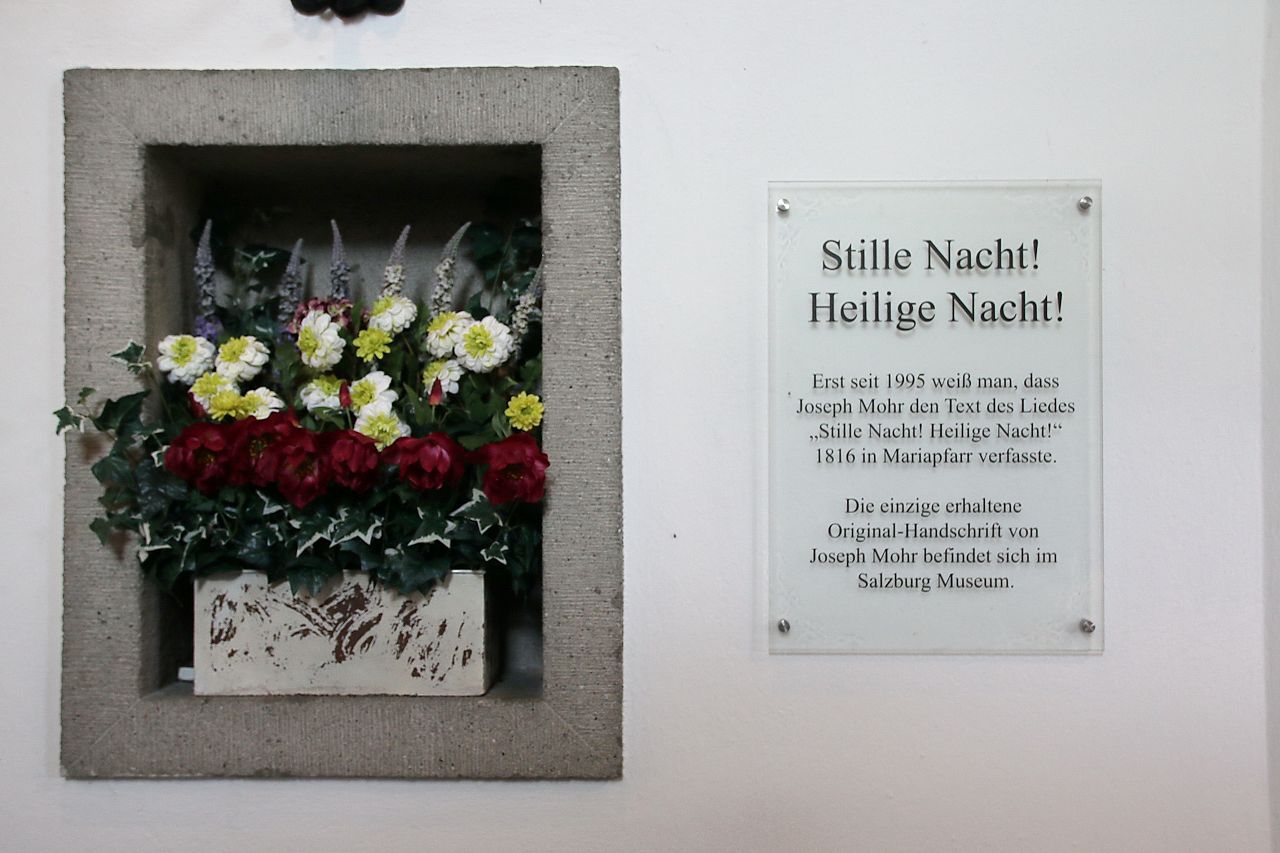 Stille Nacht!
Heilige Nacht!
Erst seit 1995 weiß man, dass
Joseph Mohr den Text des Liedes
„Stille Nacht! Heilige Nacht!“
1816 in Mariapfarr verfasste.
Die einzige erhaltene
Original-Handschrift von
Joseph Mohr befindet sich im
Salzburg Museum.